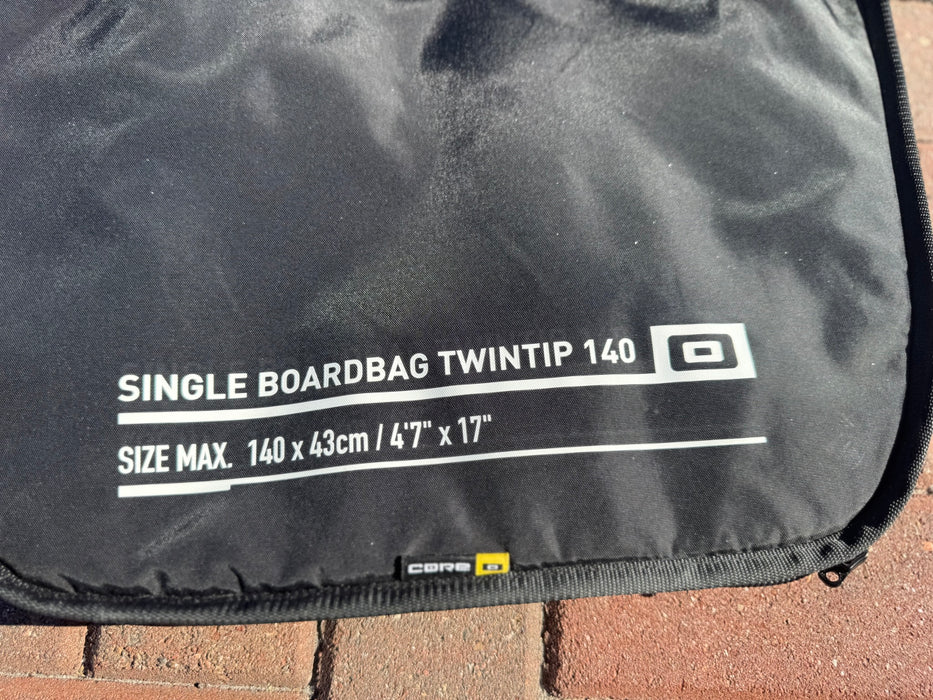 SINGLE BOARDBAG TWINTIP 140
SIZE MAX. 140 x 43cm / 4'7" x 17"
CORE